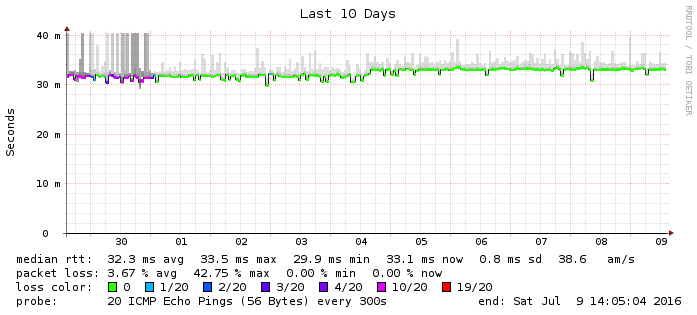 Last 10 Days
RRDTOOL / TOBI OETIKER
Seconds
40 m
30 m
20 m
10 m
0
30 01 02 03 04 05 06 07 08 09
median rtt: 32.3 ms avg 33.5 ms max 29.9 ms min 33.1 ms now 0.8 ms sd 38.6 am/s
packet loss: 3.67 % avg 42.75 % max 0.00 % min 0.00 % now
loss color: 0 1/20 2/20 3/20 4/20 10/20 19/20
probe: 20 ICMP Echo Pings (56 Bytes) every 300s end: Sat Jul 9 14:05:04 2016